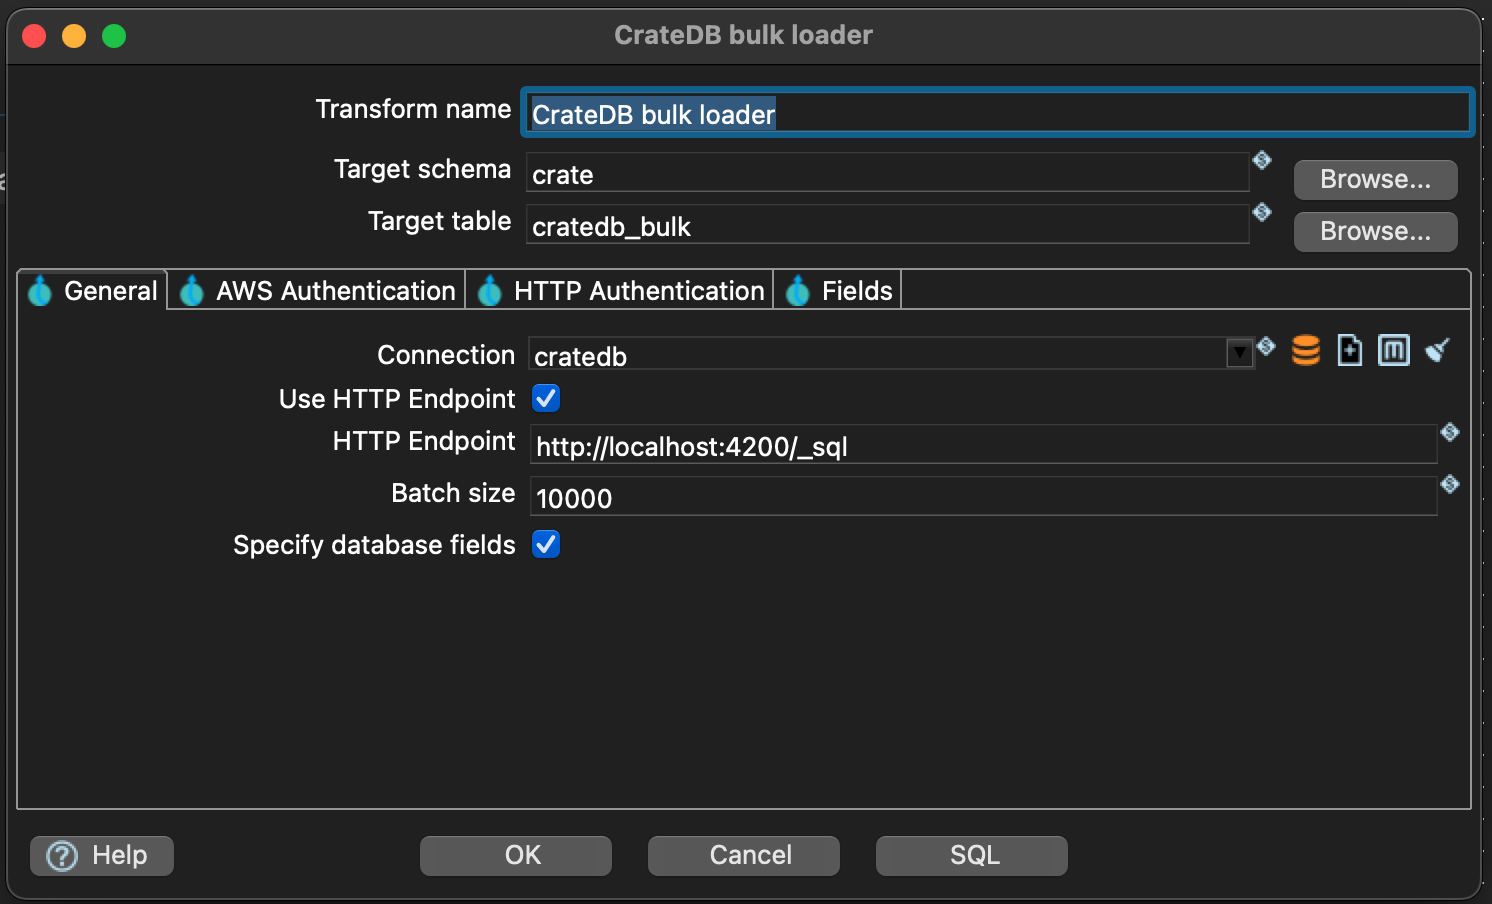 CrateDB bulk loader
Transform name CrateDB bulk loader
Target schema crate Browse...
Target table cratedb_bulk Browse...
General AWS Authentication HTTP Authentication Fields
Connection cratedb
Use HTTP Endpoint
HTTP Endpoint http://localhost:4200/_sql
Batch size 10000
Specify database fields
Help OK Cancel SQL